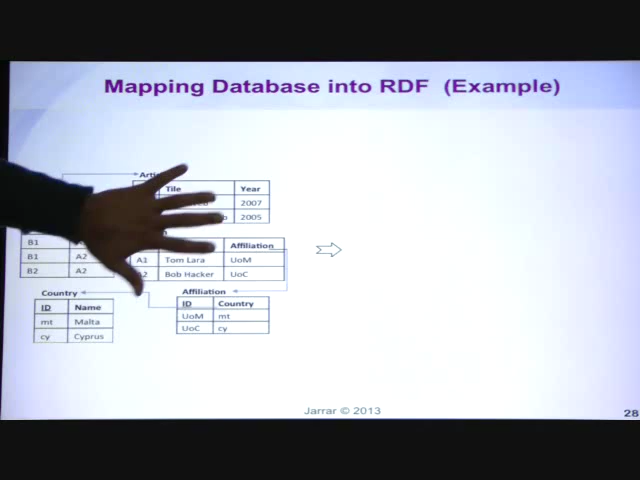 Mapping Database into RDF (Example)
Tile Year
2007
2005
Affiliation
B1
B1 A2
B2 A2
A1 Tom Lara UoM
Bob Hacker UoC
Country
ID Name
mt Malta
cy Cyprus
Affiliation
ID Country
UoM mt
UoC cy
Jarrar © 2013
28